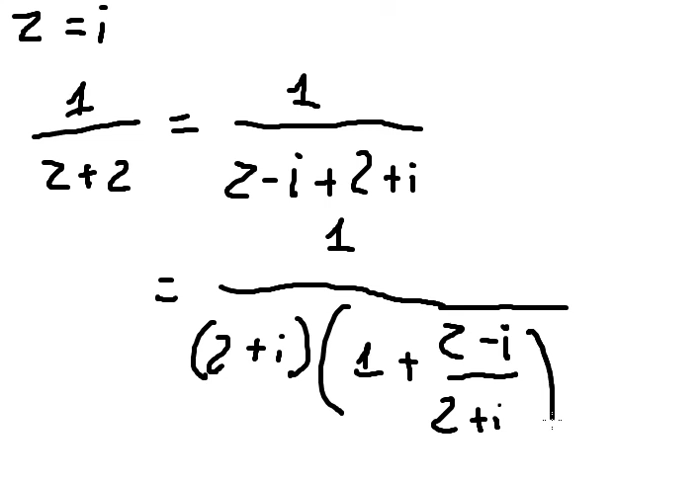 z = i
1/(z+2) = 1/(z-i+2+i)
= 1/((2+i)(1 + (z-i)/(2+i)))